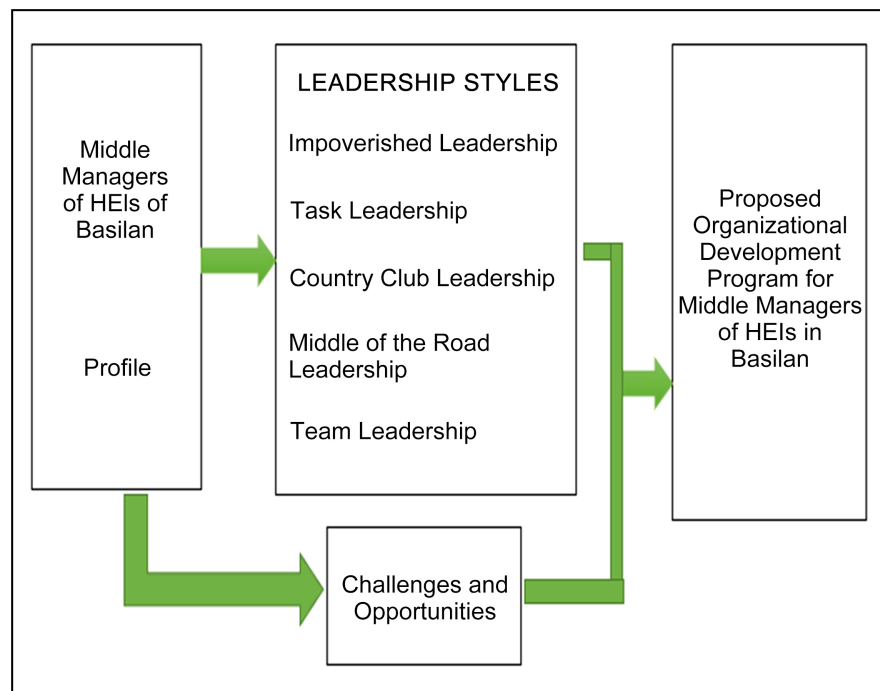 Middle
Managers
of HEIs of
Basilan
Profile
LEADERSHIP STYLES
Impoverished Leadership
Task Leadership
Country Club Leadership
Middle of the Road
Leadership
Team Leadership
Challenges and
Opportunities
Proposed
Organizational
Development
Program for
Middle Managers
of HEIs in
Basilan